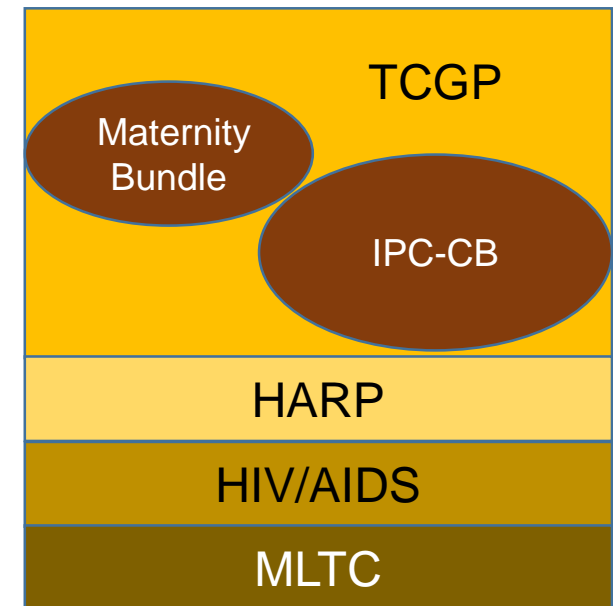 TCGP
Maternity
Bundle
IPC-CB
HARP
HIV/AIDS
MLTC